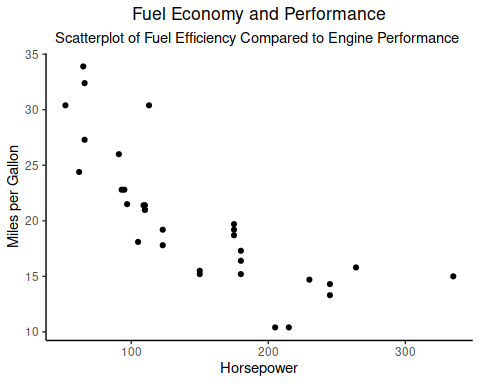 Fuel Economy and Performance
Scatterplot of Fuel Efficiency Compared to Engine Performance
35
30
25
20
15
10
Miles per Gallon
100
200
300
Horsepower